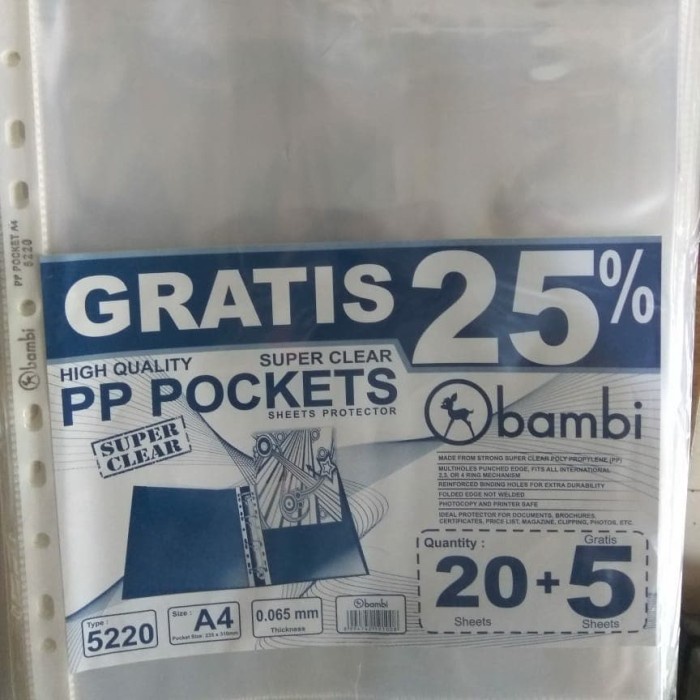 PP POCKET A4
5220
bambi
GRATIS 25%
HIGH QUALITY
SUPER CLEAR
PP POCKETS
SHEETS PROTECTOR
SUPER
CLEAR
bambi
MADE FROM STRONG SUPER CLEAR POLY PROPYLENE (PP)
MULTIHOLES PUNCHED EDGE, FITS ALL INTERNATIONAL
2,3, OR 4 RING MECHANISM
REINFORCED BINDING HOLES FOR EXTRA DURABILITY
FOLDED EDGE NOT WELDED
PHOTOCOPY AND PRINTER SAFE
IDEAL PROTECTOR FOR DOCUMENTS, BROCHURES,
CERTIFICATES, PRICE LIST, MAGAZINE, CLIPPING, PHOTOS, ETC.
Quantity :
Gratis
20 + 5
Sheets
Sheets
Type :
5220
Size :
A4
0.065 mm
Thickness
bambi